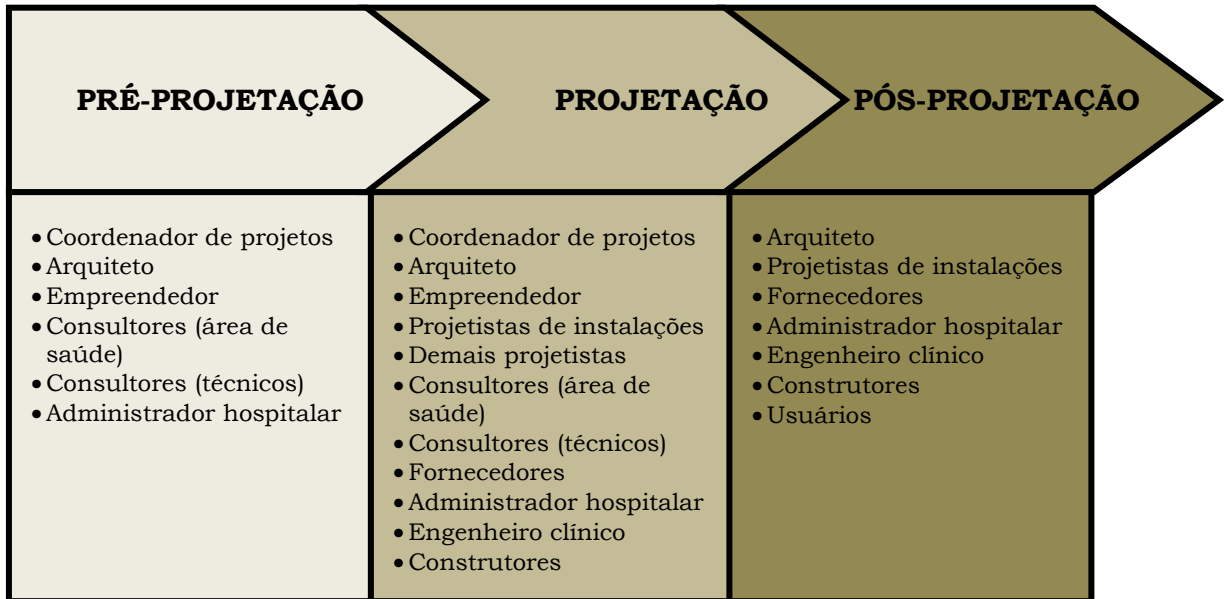 PRÉ-PROJETAÇÃO
PROJETAÇÃO
PÓS-PROJETAÇÃO
• Coordenador de projetos
• Arquiteto
• Empreendedor
• Consultores (área de
saúde)
• Consultores (técnicos)
• Administrador hospitalar
• Coordenador de projetos
• Arquiteto
• Empreendedor
• Projetistas de instalações
• Demais projetistas
• Consultores (área de
saúde)
• Consultores (técnicos)
• Fornecedores
• Administrador hospitalar
• Engenheiro clínico
• Construtores
• Arquiteto
• Projetistas de instalações
• Fornecedores
• Administrador hospitalar
• Engenheiro clínico
• Construtores
• Usuários